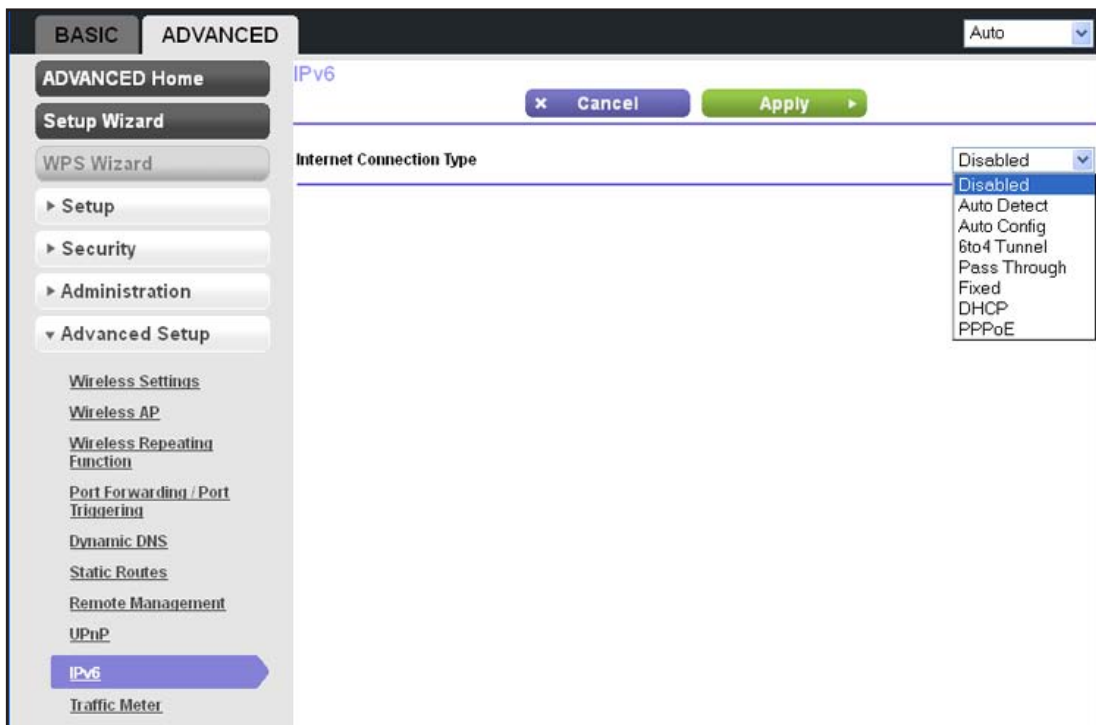 BASIC
ADVANCED
Auto
ADVANCED Home
Setup Wizard
WPS Wizard
Setup
Security
Administration
Advanced Setup
Wireless Settings
Wireless AP
Wireless Repeating
Function
Port Forwarding / Port
Triggering
Dynamic DNS
Static Routes
Remote Management
UPnP
IPv6
Traffic Meter
IPv6
Cancel
Apply
Internet Connection Type
Disabled
Disabled
Auto Detect
Auto Config
6to4 Tunnel
Pass Through
Fixed
DHCP
PPPoE